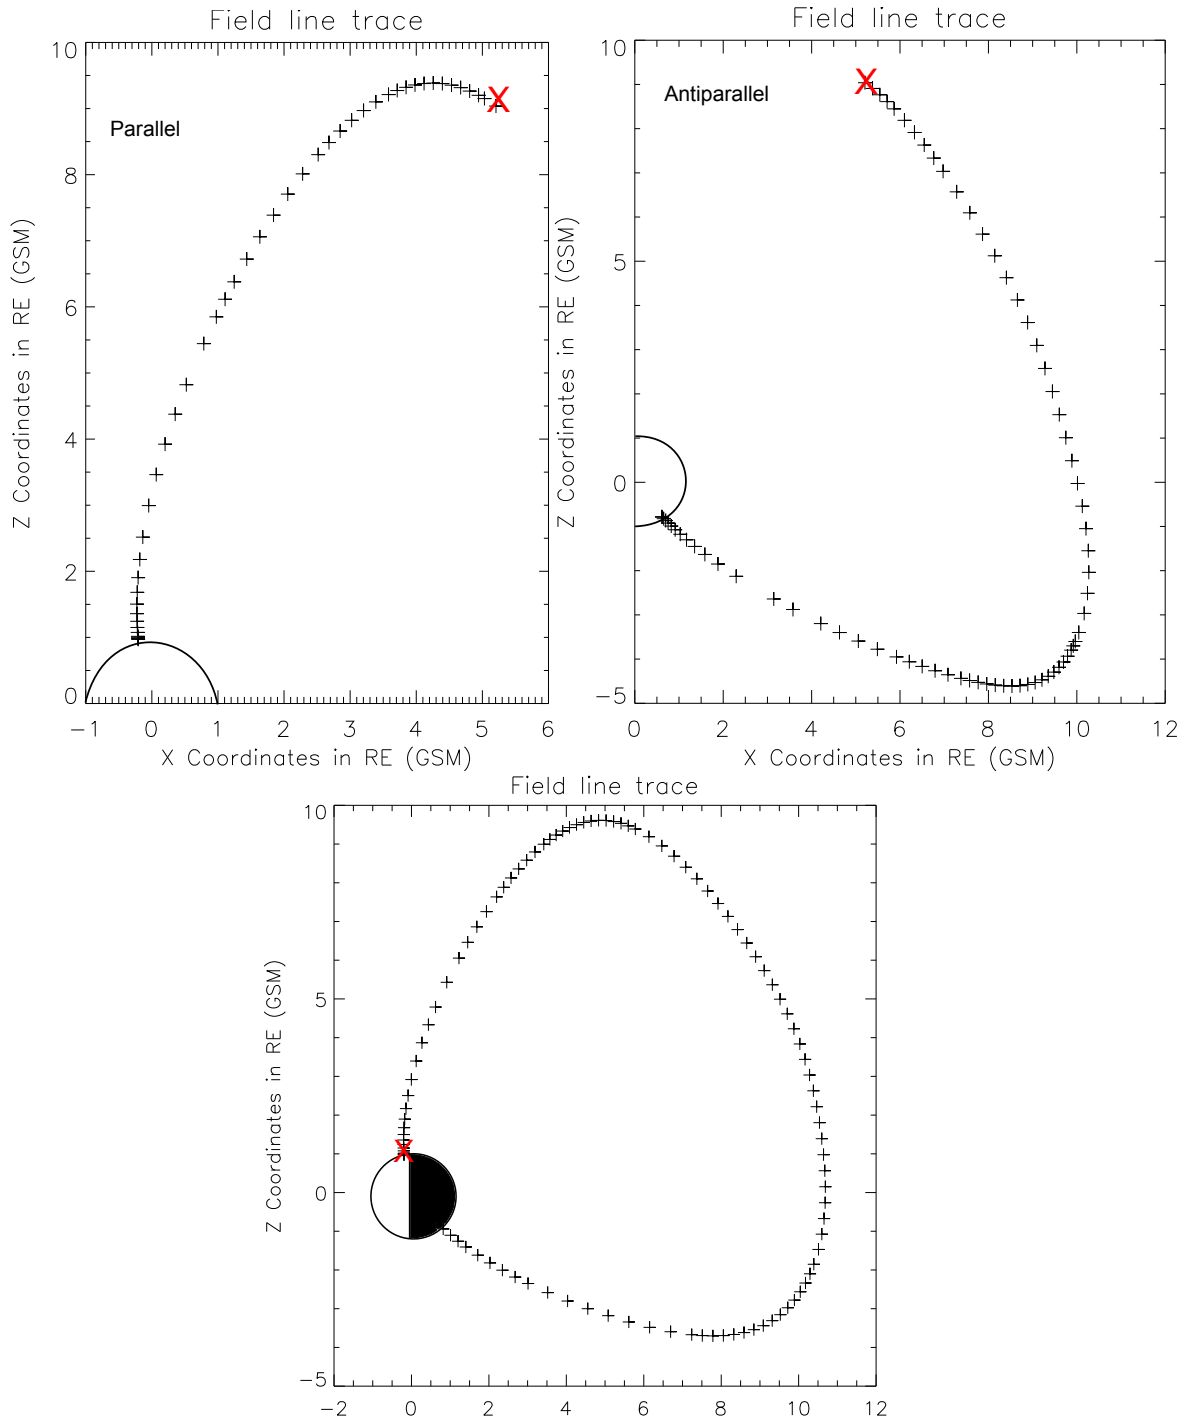 Field line trace
Parallel
Z Coordinates in RE (GSM)
10
8
6
4
2
0
-1
0
1
2
3
4
5
6
X Coordinates in RE (GSM)
X
Field line trace
Antiparallel
Z Coordinates in RE (GSM)
10
5
0
-5
0
2
4
6
8
10
12
X Coordinates in RE (GSM)
X
Field line trace
Z Coordinates in RE (GSM)
10
5
0
-5
-2
0
2
4
6
8
10
12
X